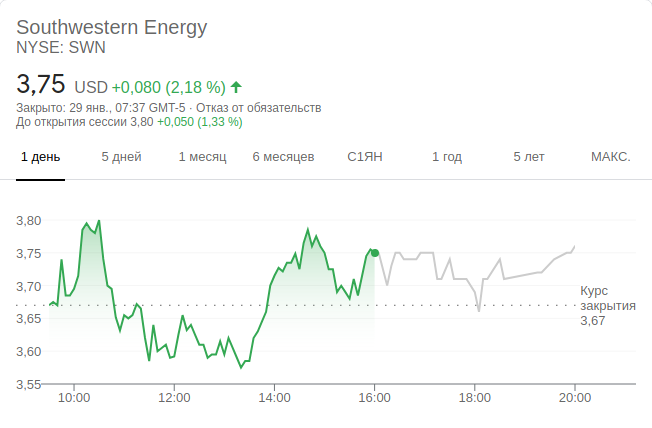 Southwestern Energy
NYSE: SWN
3,75 USD +0,080 (2,18 %)
Закрыто: 29 янв., 07:37 GMT-5 · Отказ от обязательств
До открытия сессии 3,80 +0,050 (1,33 %)
1 день 5 дней 1 месяц 6 месяцев С1ЯН 1 год 5 лет МАКС.
3,80
3,75
3,70
3,65
3,60
3,55
Курс
закрытия
3,67
10:00 12:00 14:00 16:00 18:00 20:00